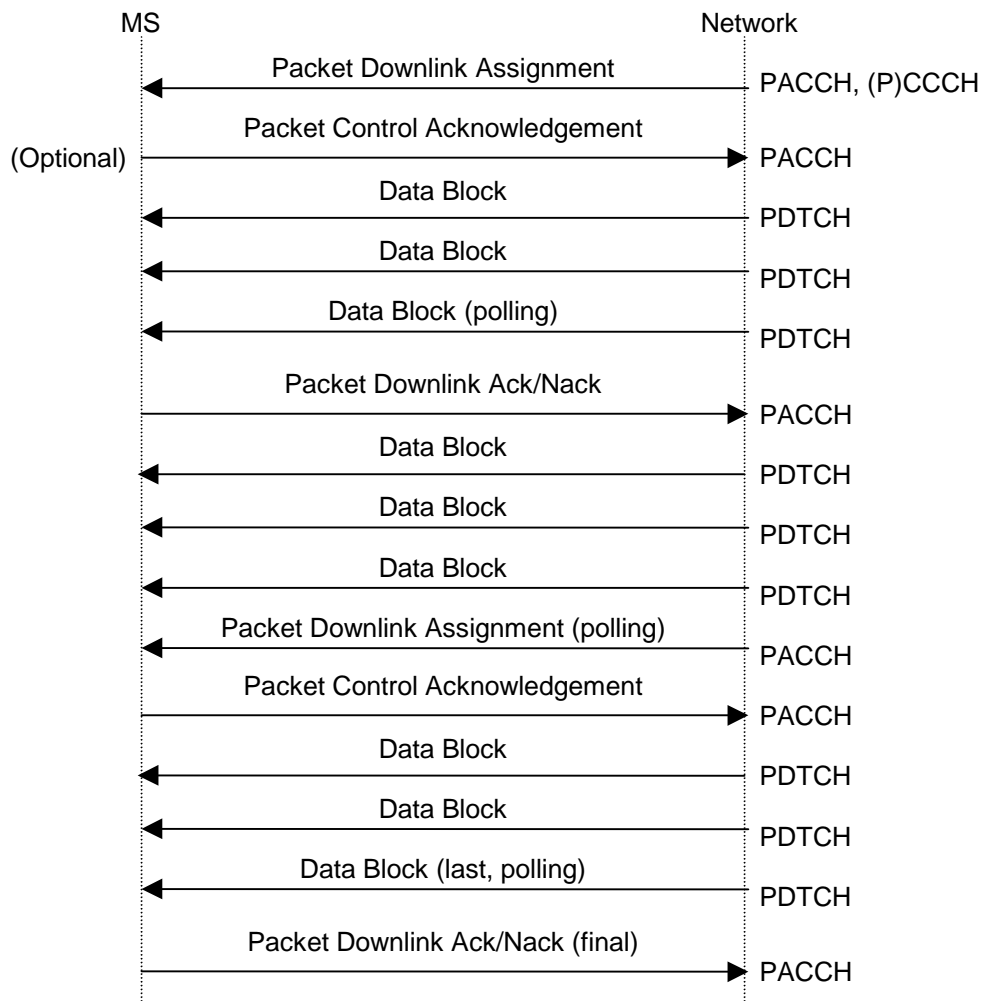 MS Network
Packet Downlink Assignment PACCH, (P)CCCH
Packet Control Acknowledgement
(Optional) PACCH
Data Block
PDTCH
Data Block
PDTCH
Data Block (polling)
PDTCH
Packet Downlink Ack/Nack
PACCH
Data Block
PDTCH
Data Block
PDTCH
Data Block
PDTCH
Packet Downlink Assignment (polling)
PACCH
Packet Control Acknowledgement
PACCH
Data Block
PDTCH
Data Block
PDTCH
Data Block (last, polling)
PDTCH
Packet Downlink Ack/Nack (final)
PACCH